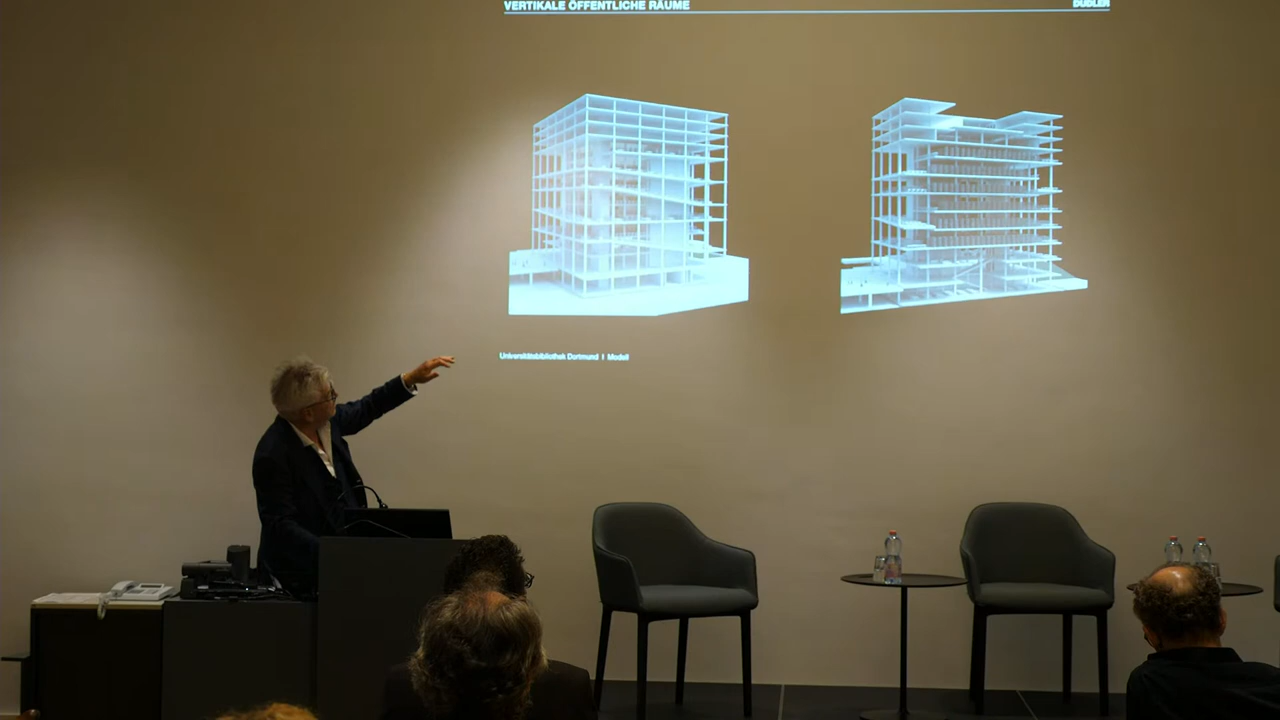 VERTIKALE ÖFFENTLICHE RÄUME
DUDLER
Universitätsbibliothek Dortmund I Modell